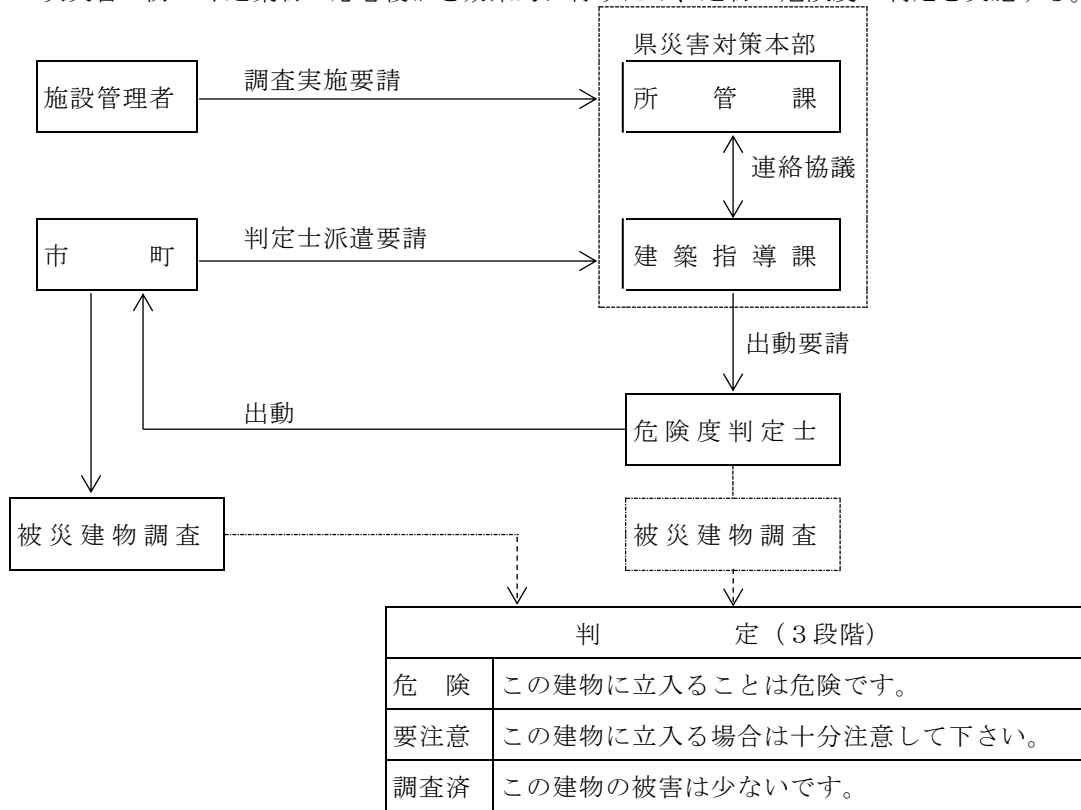 県災害対策本部
施設管理者
調査実施要請
所管課
連絡協議
市町
判定士派遣要請
建築指導課
出動要請
出動
危険度判定士
被災建物調査
被災建物調査
判定（３段階）
危険 この建物に立入ることは危険です。
要注意 この建物に立入る場合は十分注意して下さい。
調査済 この建物の被害は少ないです。